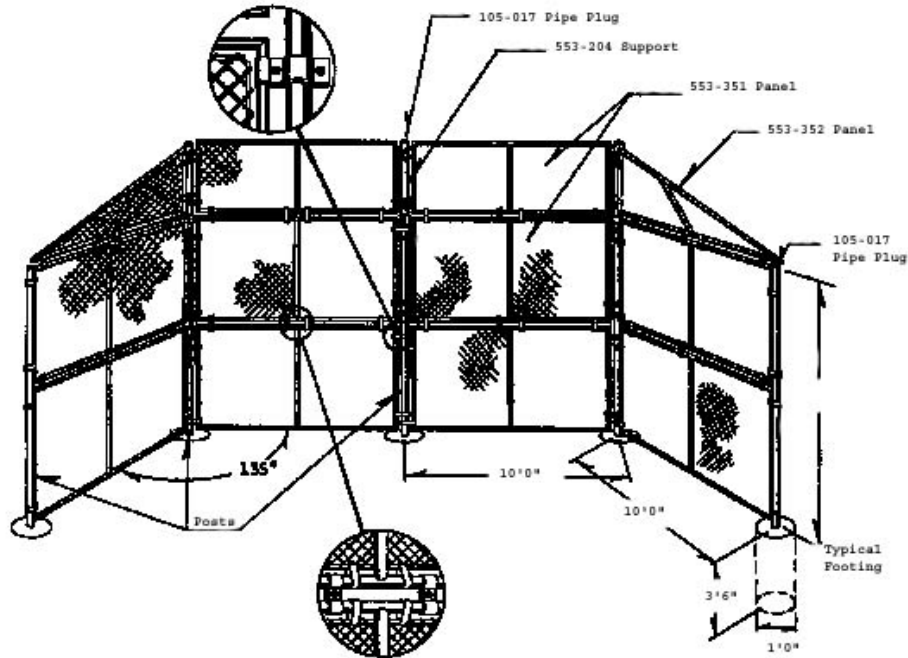 105-017 Pipe Plug
553-204 Support
553-351 Panel
553-352 Panel
105-017
Pipe Plug
135°
10'0"
10'0"
Posts
Typical
Footing
3'6"
1'0"